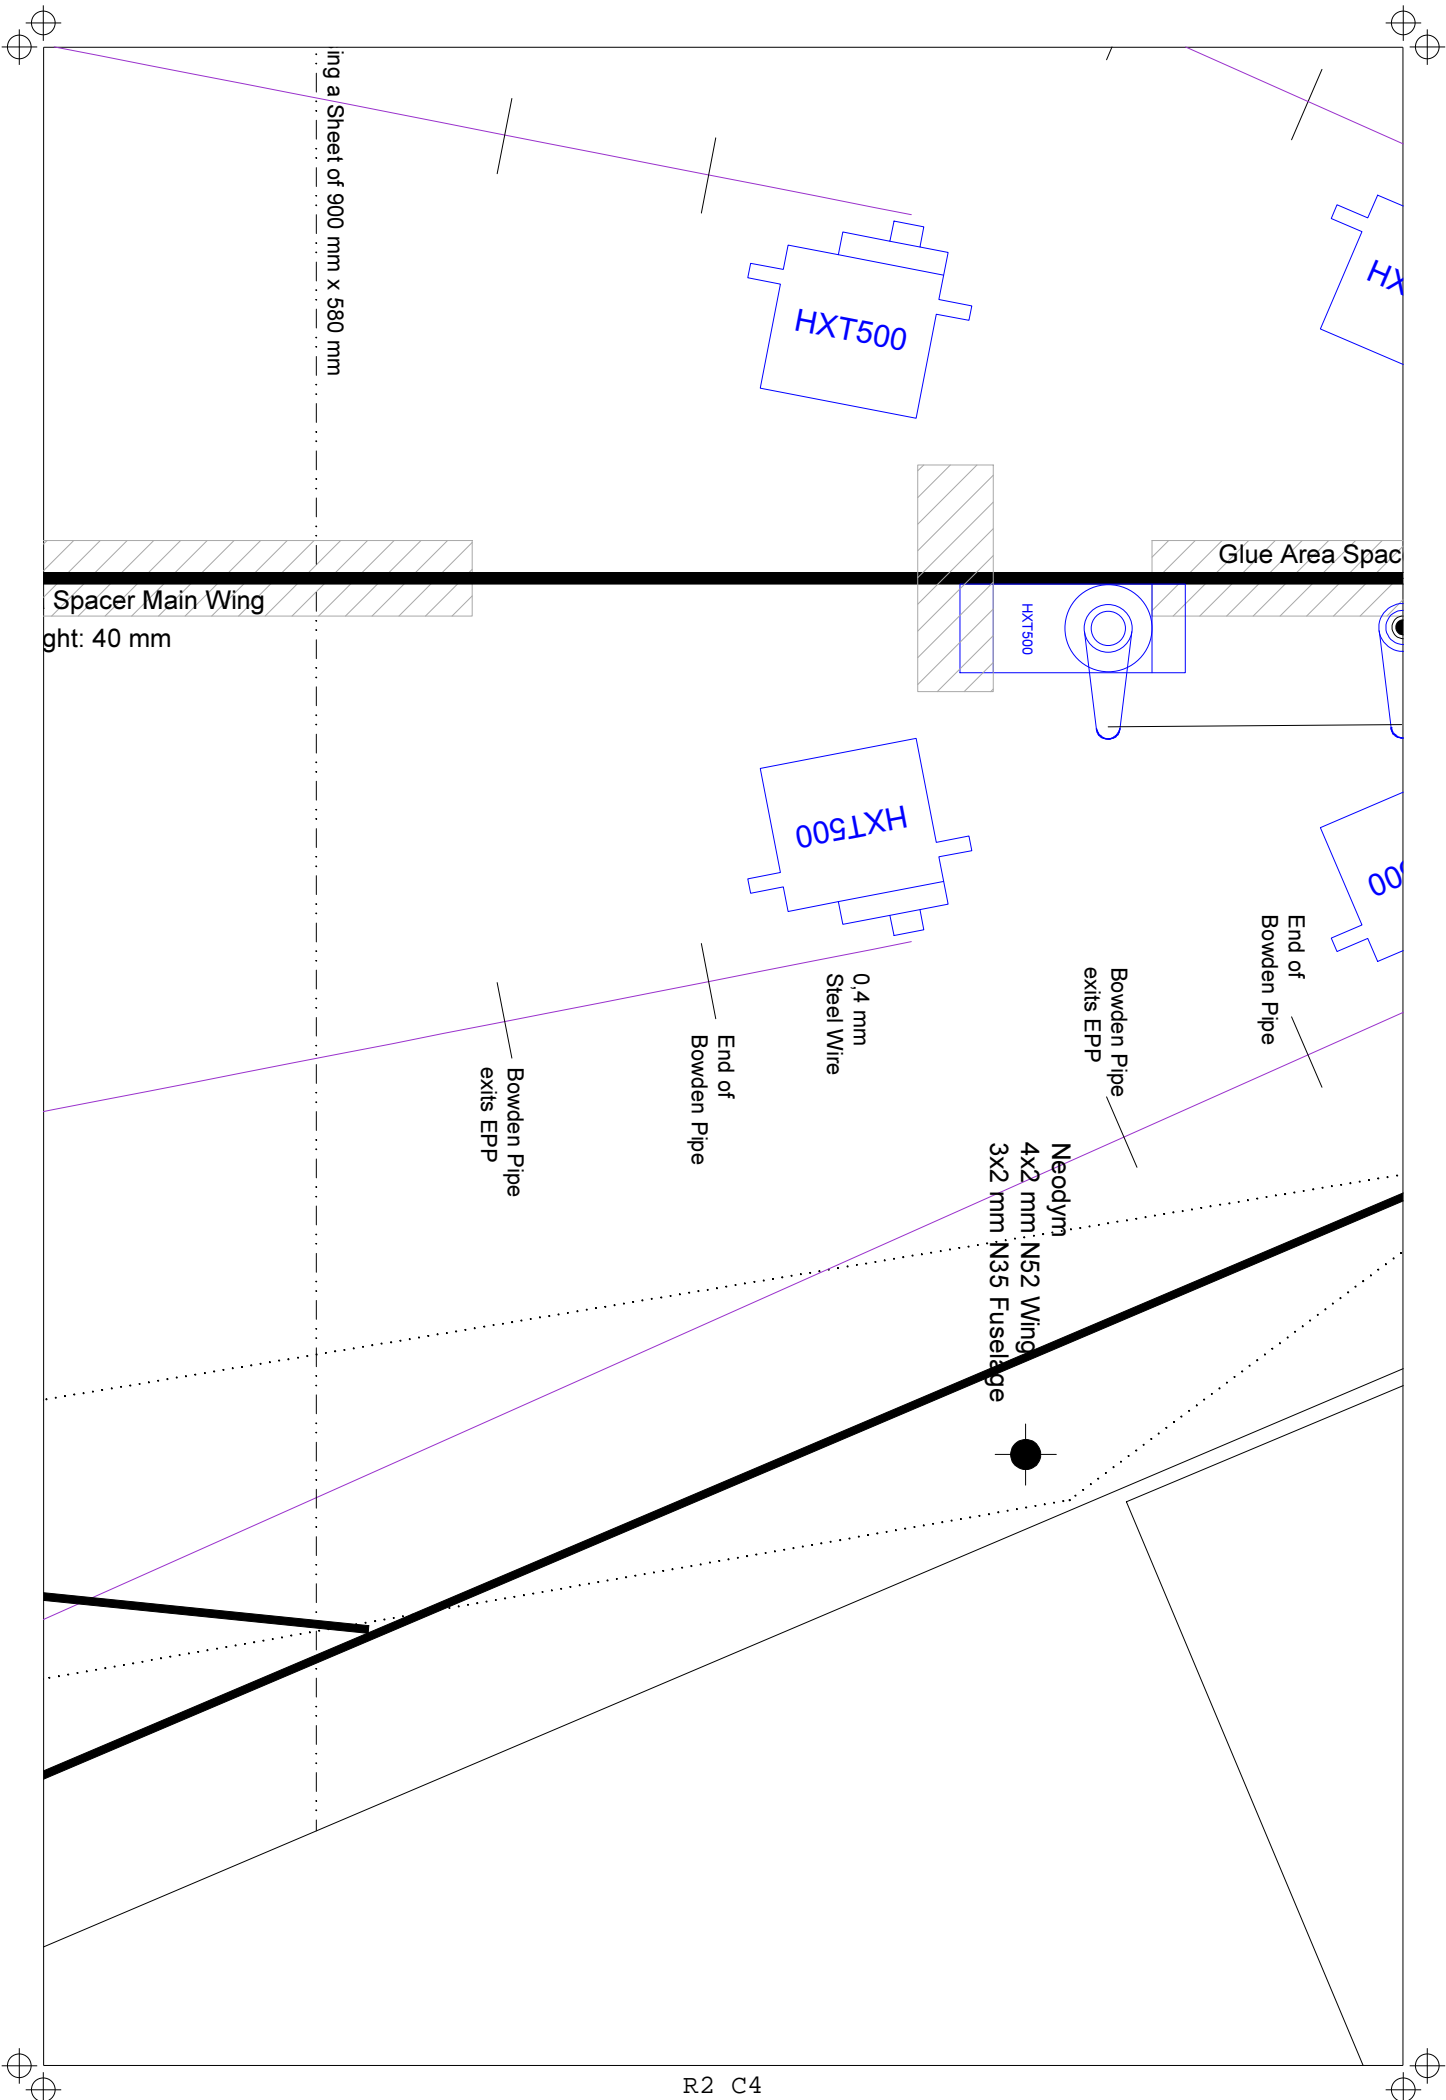 ing a Sheet of 900 mm x 580 mm
HXT500
HX
Glue Area Spac
Spacer Main Wing
ght: 40 mm
HXT500
HXT500
00
End of
Bowden Pipe
Bowden Pipe
exits EPP
0,4 mm
Steel Wire
End of
Bowden Pipe
Bowden Pipe
exits EPP
Neodym
4x2 mm N52 Wing
3x2 mm N35 Fuselage
R2 C4